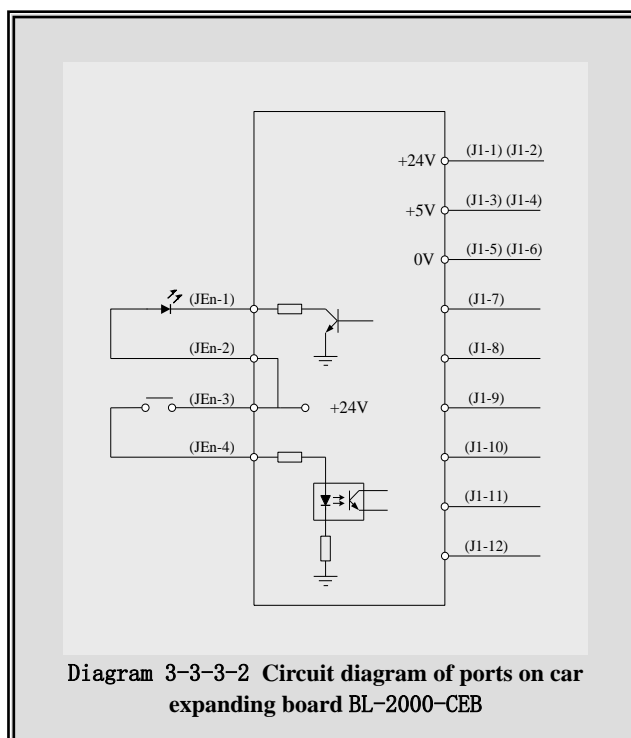 +24V (J1-1) (J1-2)
+5V (J1-3) (J1-4)
0V (J1-5) (J1-6)
(JEn-1) (J1-7)
(JEn-2) (J1-8)
(JEn-3) +24V (J1-9)
(JEn-4) (J1-10)
(J1-11)
(J1-12)
Diagram 3-3-3-2 Circuit diagram of ports on car
expanding board BL-2000-CEB